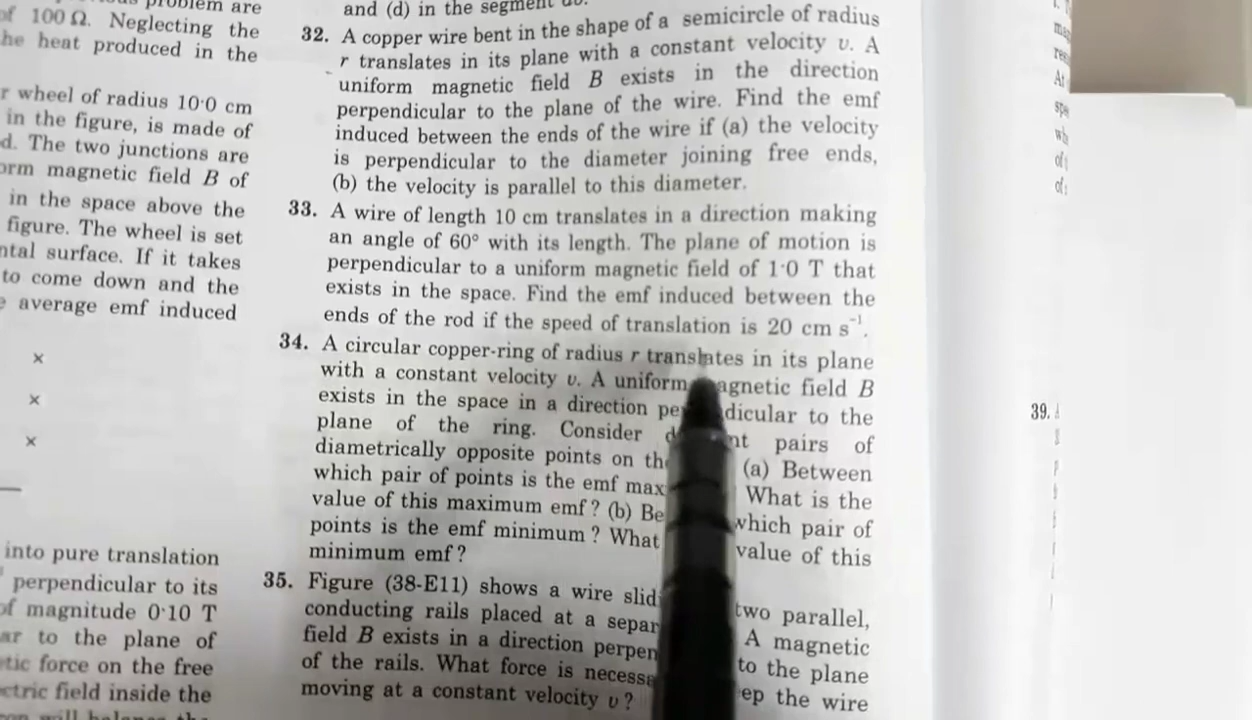 problem are
of 100 Ω. Neglecting the
he heat produced in the
r wheel of radius 10·0 cm
in the figure, is made of
d. The two junctions are
orm magnetic field B of
in the space above the
figure. The wheel is set
ntal surface. If it takes
to come down and the
e average emf induced
×
×
×
into pure translation
perpendicular to its
of magnitude 0·10 T
ar to the plane of
etic force on the free
ectric field inside the
and (d) in the segment
32. A copper wire bent in the shape of a semicircle of radius
r translates in its plane with a constant velocity v. A
uniform magnetic field B exists in the direction
perpendicular to the plane of the wire. Find the emf
induced between the ends of the wire if (a) the velocity
is perpendicular to the diameter joining free ends,
(b) the velocity is parallel to this diameter.
33. A wire of length 10 cm translates in a direction making
an angle of 60° with its length. The plane of motion is
perpendicular to a uniform magnetic field of 1·0 T that
exists in the space. Find the emf induced between the
ends of the rod if the speed of translation is 20 cm s⁻¹.
34. A circular copper-ring of radius r translates in its plane
with a constant velocity v. A uniform agnetic field B
exists in the space in a direction pe dicular to the
plane of the ring. Consider d nt pairs of
diametrically opposite points on th (a) Between
which pair of points is the emf max What is the
value of this maximum emf? (b) Be which pair of
points is the emf minimum? What value of this
minimum emf?
35. Figure (38-E11) shows a wire slid two parallel,
conducting rails placed at a separ A magnetic
field B exists in a direction perpen to the plane
of the rails. What force is necessa ep the wire
moving at a constant velocity v?
39.